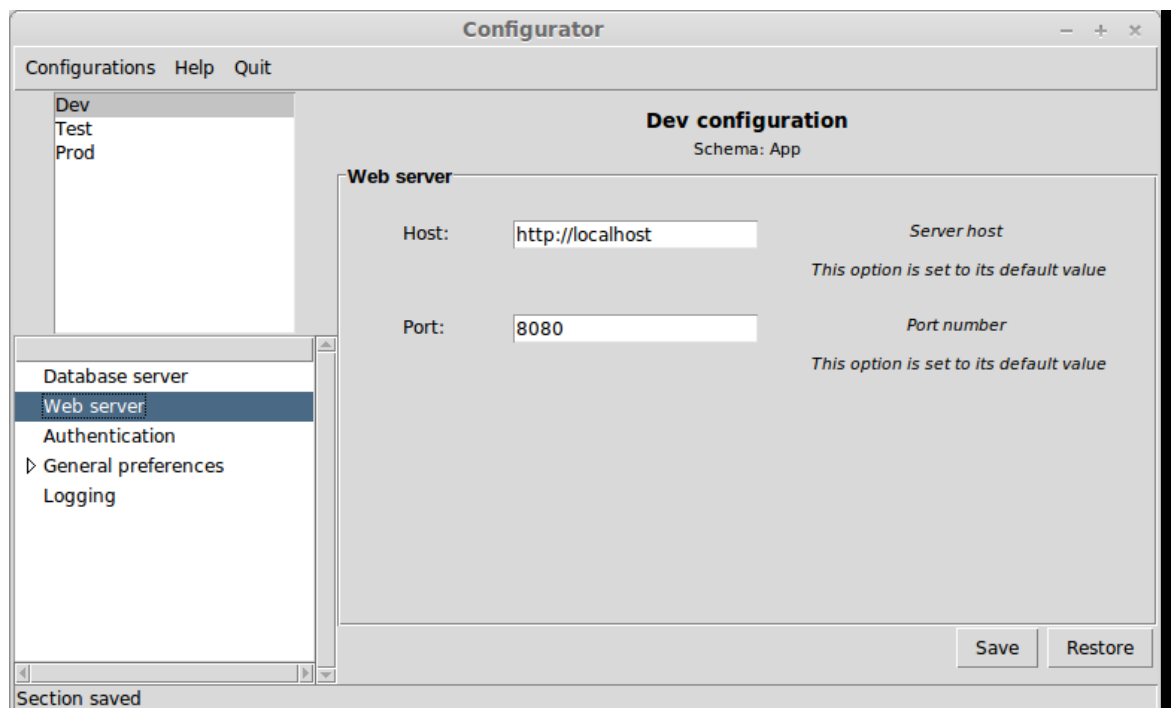 Configurator
Configurations Help Quit
Dev
Test
Prod
Database server
Web server
Authentication
General preferences
Logging
Dev configuration
Schema: App
Web server
Host: http://localhost Server host
This option is set to its default value
Port: 8080 Port number
This option is set to its default value
Save Restore
Section saved